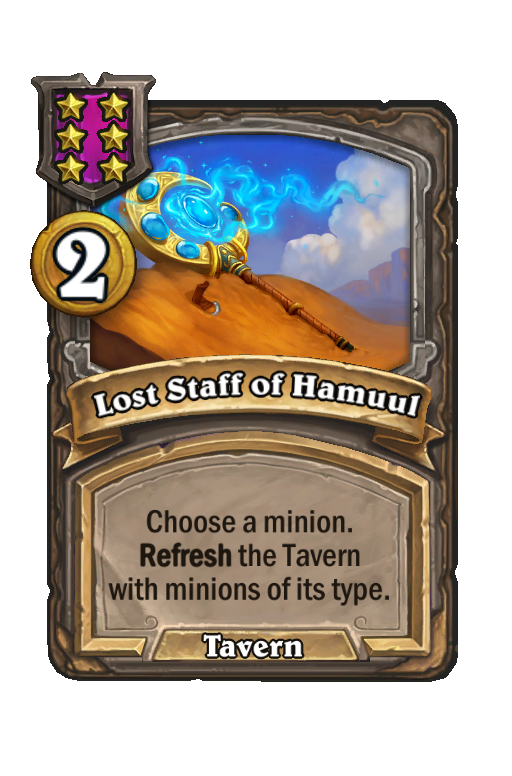 2
Lost Staff of Hamuul
Choose a minion.
Refresh the Tavern
with minions of its type.
Tavern